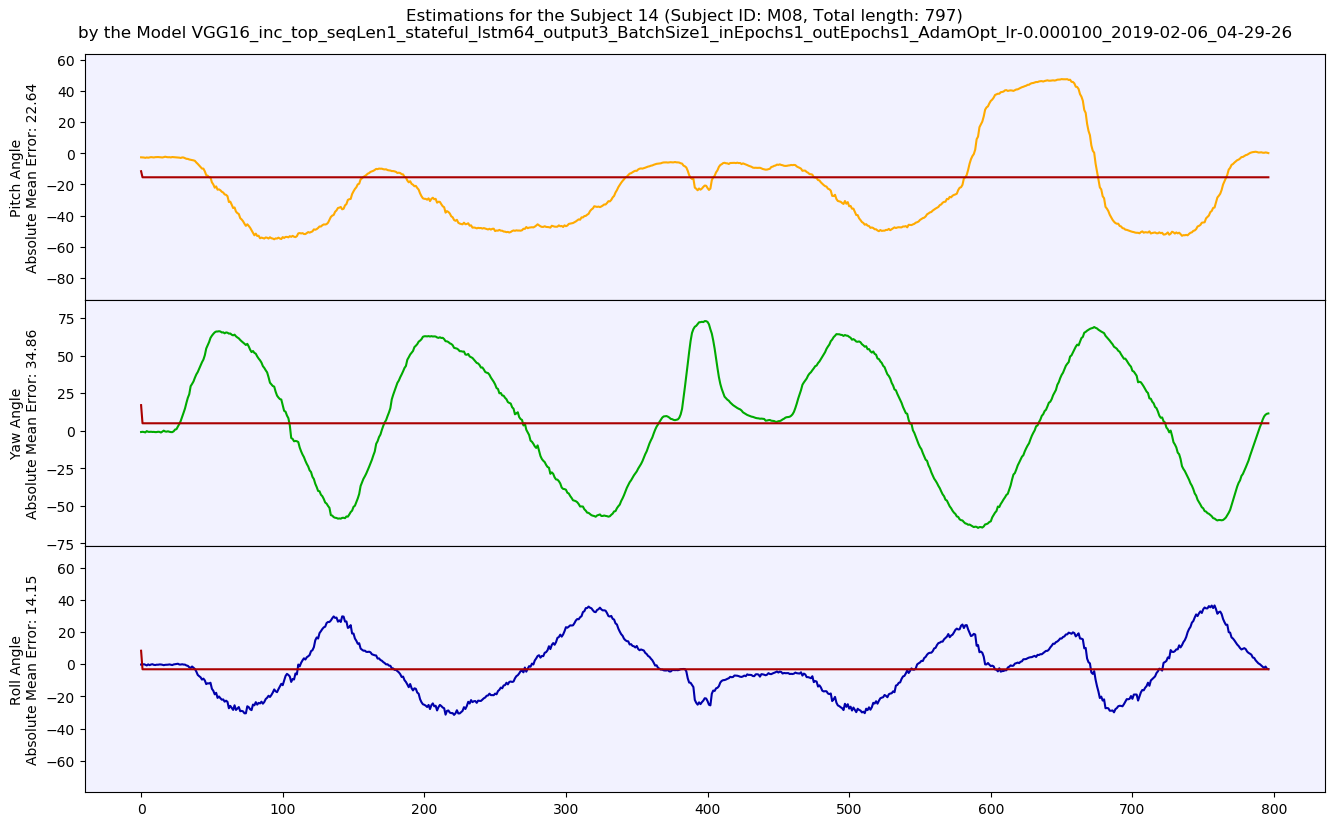 Estimations for the Subject 14 (Subject ID: M08, Total length: 797)
by the Model VGG16_inc_top_seqLen1_stateful_lstm64_output3_BatchSize1_inEpochs1_outEpochs1_AdamOpt_lr-0.000100_2019-02-06_04-29-26
Pitch Angle
Absolute Mean Error: 22.64
60
40
20
0
−20
−40
−60
−80
Yaw Angle
Absolute Mean Error: 34.86
75
50
25
0
−25
−50
−75
Roll Angle
Absolute Mean Error: 14.15
60
40
20
0
−20
−40
−60
0 100 200 300 400 500 600 700 800